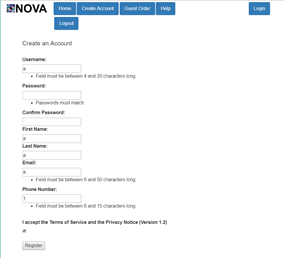 NOVA
Home
Create Account
Guest Order
Help
Login
Logout
Create an Account
Username:
a
Field must be between 4 and 20 characters long
Password:
Passwords must match
Confirm Password:
First Name:
a
Last Name:
a
Email:
a
Field must be between 6 and 50 characters long
Phone Number:
1
Field must be between 6 and 15 characters long
I accept the Terms of Service and the Privacy Notice (Version 1.2)
Register